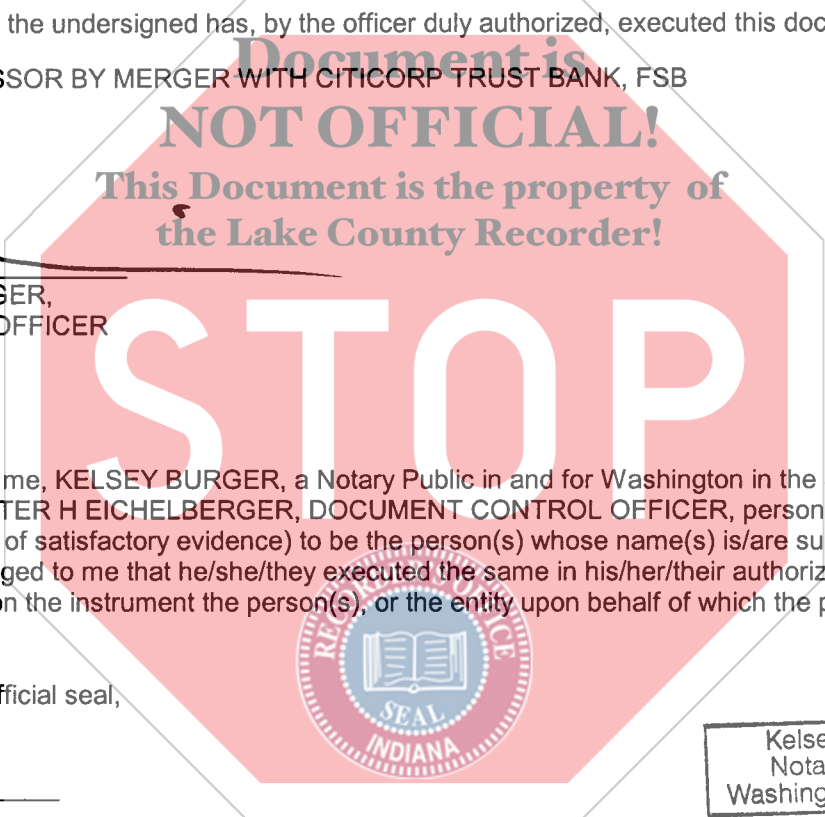 the undersigned has, by the officer duly authorized, executed this doc
SSOR BY MERGER WITH CITICORP TRUST BANK, FSB
Document is
NOT OFFICIAL!
This Document is the property of
the Lake County Recorder!
GER,
OFFICER
STOP
me, KELSEY BURGER, a Notary Public in and for Washington in the
TER H EICHELBERGER, DOCUMENT CONTROL OFFICER, person
of satisfactory evidence) to be the person(s) whose name(s) is/are su
ged to me that he/she/they executed the same in his/her/their authoriz
on the instrument the person(s), or the entity upon behalf of which the p
RECORDER'S OFFICE
SEAL
INDIANA
fficial seal,
Kelse
Nota
Washing